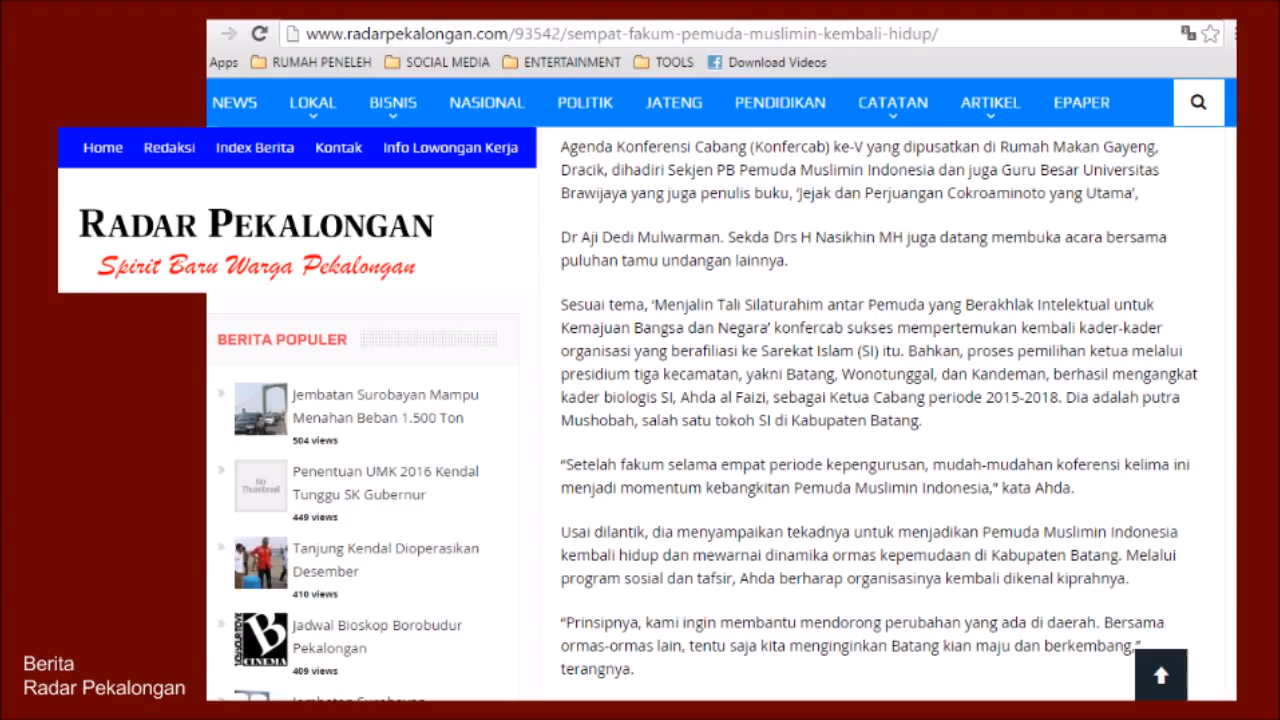 www.radarpekalongan.com/93542/sempat-fakum-pemuda-muslimin-kembali-hidup/
Apps RUMAH PENELEH SOCIAL MEDIA ENTERTAINMENT TOOLS Download Videos
NEWS LOKAL BISNIS NASIONAL POLITIK JATENG PENDIDIKAN CATATAN ARTIKEL EPAPER
Home Redaksi Index Berita Kontak Info Lowongan Kerja
RADAR PEKALONGAN
Spirit Baru Warga Pekalongan
BERITA POPULER
Jembatan Surobayan Mampu
Menahan Beban 1.500 Ton
504 views
No
Thumbnail
Penentuan UMK 2016 Kendal
Tunggu SK Gubernur
449 views
Tanjung Kendal Dioperasikan
Desember
410 views
CINEMA
Jadwal Bioskop Borobudur
Pekalongan
409 views
Agenda Konferensi Cabang (Konfercab) ke-V yang dipusatkan di Rumah Makan Gayeng,
Dracik, dihadiri Sekjen PB Pemuda Muslimin Indonesia dan juga Guru Besar Universitas
Brawijaya yang juga penulis buku, ‘Jejak dan Perjuangan Cokroaminoto yang Utama’,
Dr Aji Dedi Mulwarman. Sekda Drs H Nasikhin MH juga datang membuka acara bersama
puluhan tamu undangan lainnya.
Sesuai tema, ‘Menjalin Tali Silaturahim antar Pemuda yang Berakhlak Intelektual untuk
Kemajuan Bangsa dan Negara’ konfercab sukses mempertemukan kembali kader-kader
organisasi yang berafiliasi ke Sarekat Islam (SI) itu. Bahkan, proses pemilihan ketua melalui
presidium tiga kecamatan, yakni Batang, Wonotunggal, dan Kandeman, berhasil mengangkat
kader biologis SI, Ahda al Faizi, sebagai Ketua Cabang periode 2015-2018. Dia adalah putra
Mushobah, salah satu tokoh SI di Kabupaten Batang.
“Setelah fakum selama empat periode kepengurusan, mudah-mudahan koferensi kelima ini
menjadi momentum kebangkitan Pemuda Muslimin Indonesia,” kata Ahda.
Usai dilantik, dia menyampaikan tekadnya untuk menjadikan Pemuda Muslimin Indonesia
kembali hidup dan mewarnai dinamika ormas kepemudaan di Kabupaten Batang. Melalui
program sosial dan tafsir, Ahda berharap organisasinya kembali dikenal kiprahnya.
“Prinsipnya, kami ingin membantu mendorong perubahan yang ada di daerah. Bersama
ormas-ormas lain, tentu saja kita menginginkan Batang kian maju dan berkembang,”
terangnya.
Berita
Radar Pekalongan